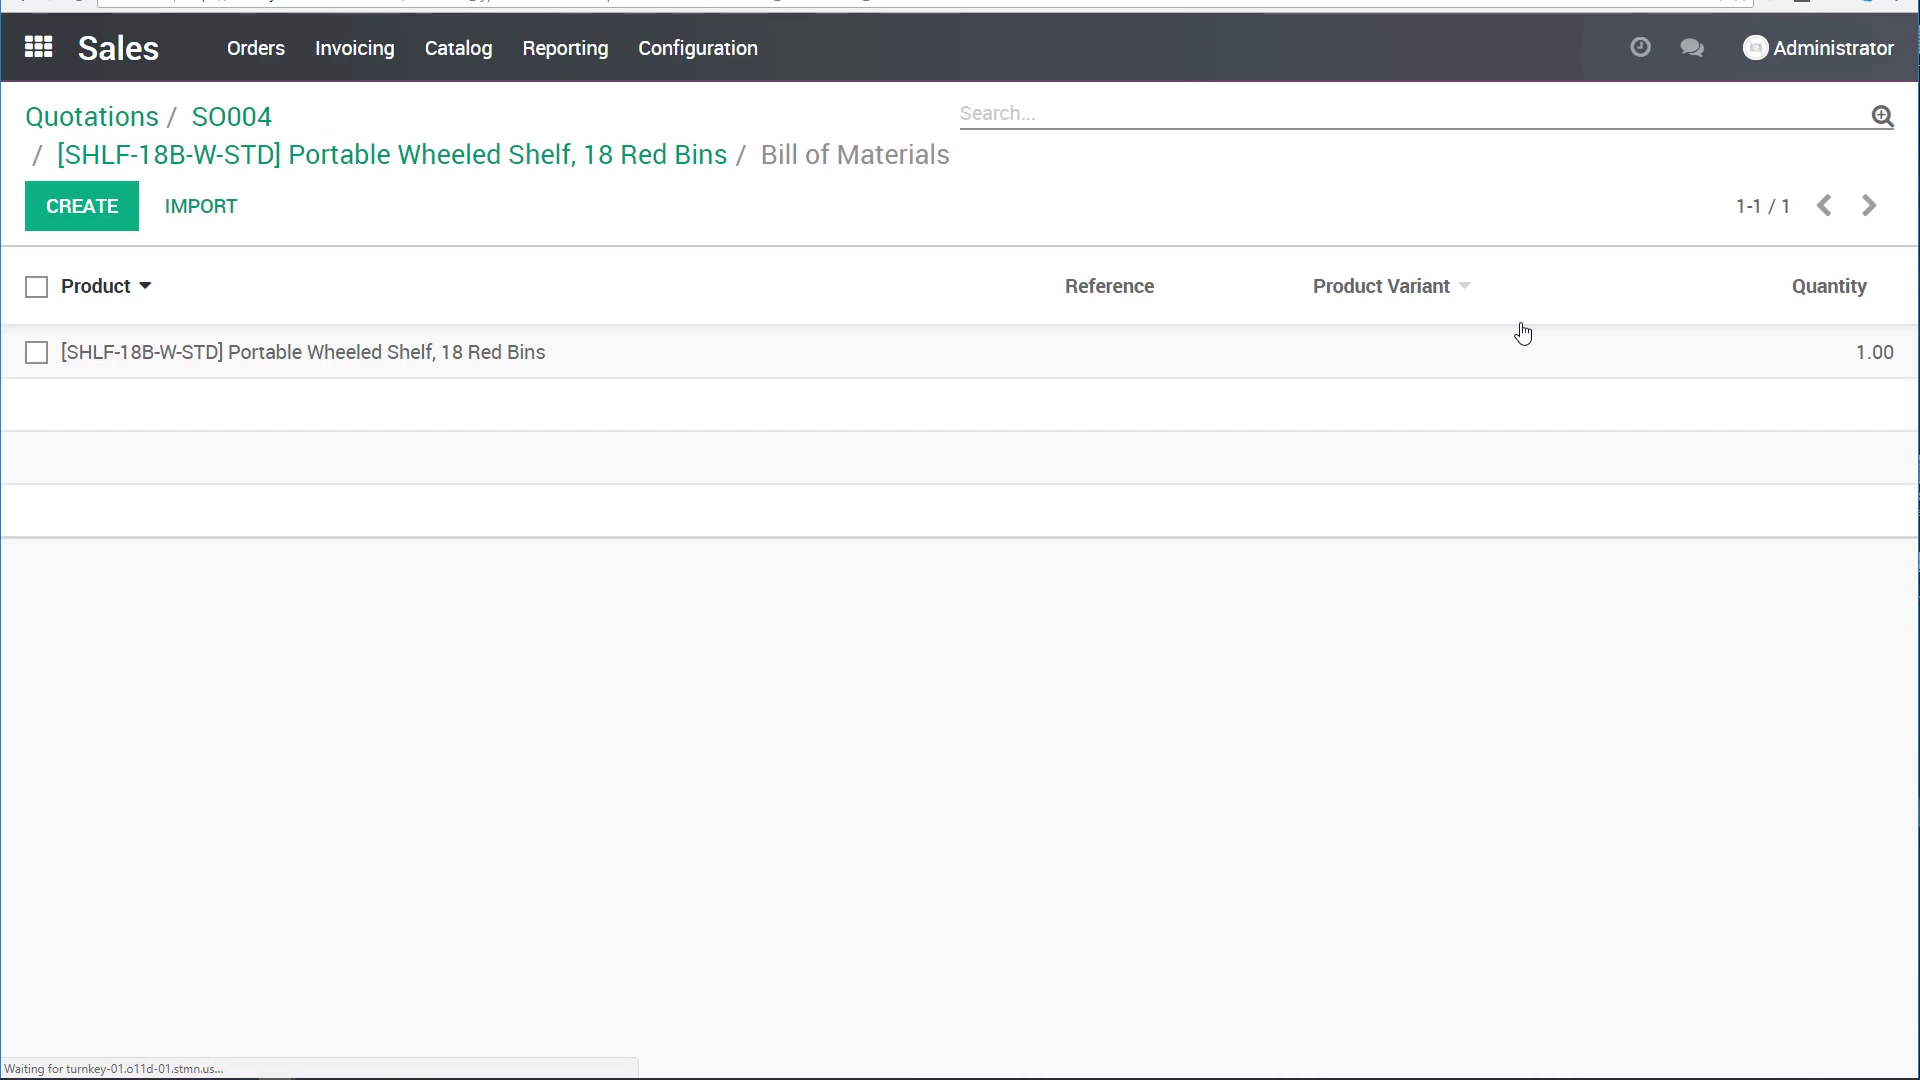 Sales Orders Invoicing Catalog Reporting Configuration Administrator
Quotations / SO004
Search...
/ [SHLF-18B-W-STD] Portable Wheeled Shelf, 18 Red Bins / Bill of Materials
CREATE IMPORT 1-1 / 1
Product Reference Product Variant Quantity
[SHLF-18B-W-STD] Portable Wheeled Shelf, 18 Red Bins 1.00
Waiting for turnkey-01.o11d-01.stmn.us...